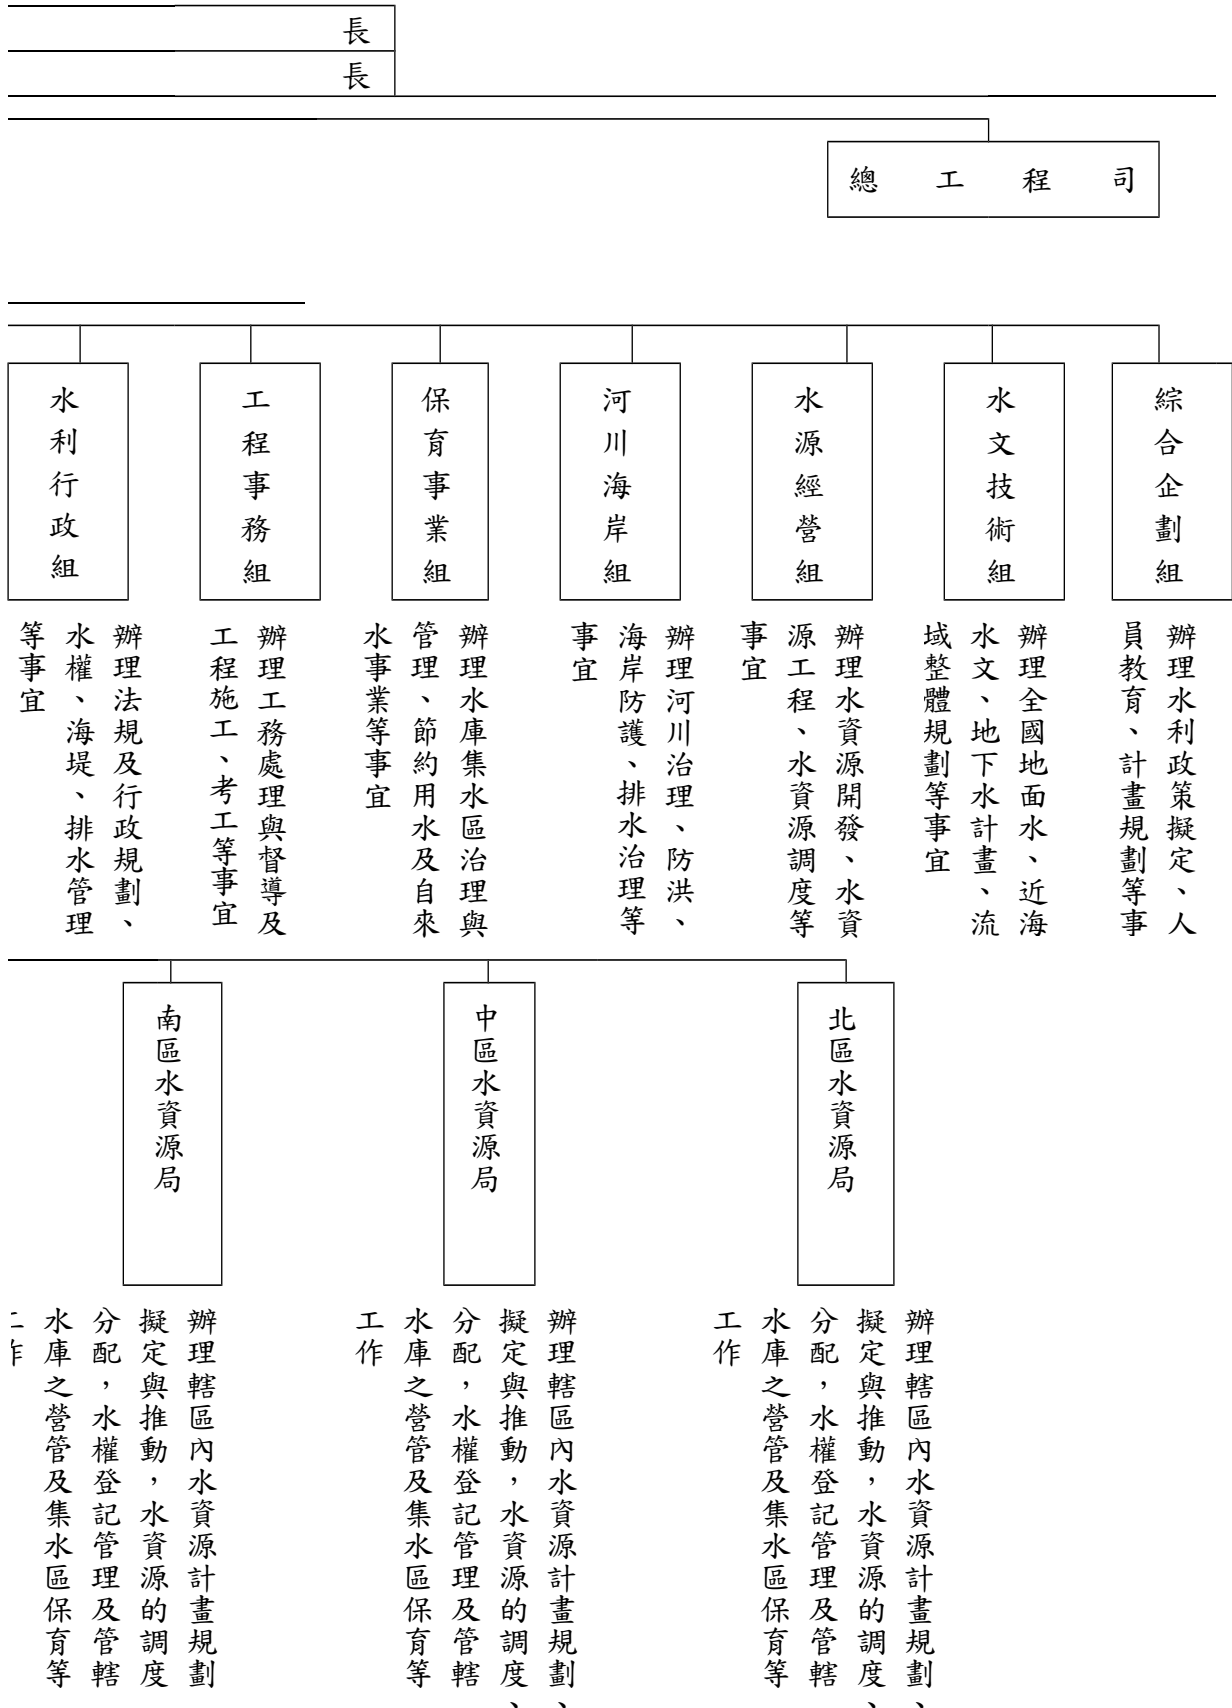 長
長
總工程司
綜合企劃組
辦理水利政策擬定、人
員教育、計畫規劃等事
水文技術組
辦理全國地面水、近海
水文、地下水計畫、流
域整體規劃等事宜
水源經營組
辦理水資源開發、水資
源工程、水資源調度等
事宜
河川海岸組
辦理河川治理、防洪、
海岸防護、排水治理等
事宜
保育事業組
辦理水庫集水區治理與
管理、節約用水及自來
水事業等事宜
工程事務組
辦理工務處理與督導及
工程施工、考工等事宜
水利行政組
辦理法規及行政規劃、
水權、海堤、排水管理
等事宜
北區水資源局
辦理轄區內水資源計畫規劃、
擬定與推動，水資源的調度、
分配，水權登記管理及管轄
水庫之營管及集水區保育等
工作
中區水資源局
辦理轄區內水資源計畫規劃、
擬定與推動，水資源的調度、
分配，水權登記管理及管轄
水庫之營管及集水區保育等
工作
南區水資源局
辦理轄區內水資源計畫規劃
擬定與推動，水資源的調度
分配，水權登記管理及管轄
水庫之營管及集水區保育等
工作